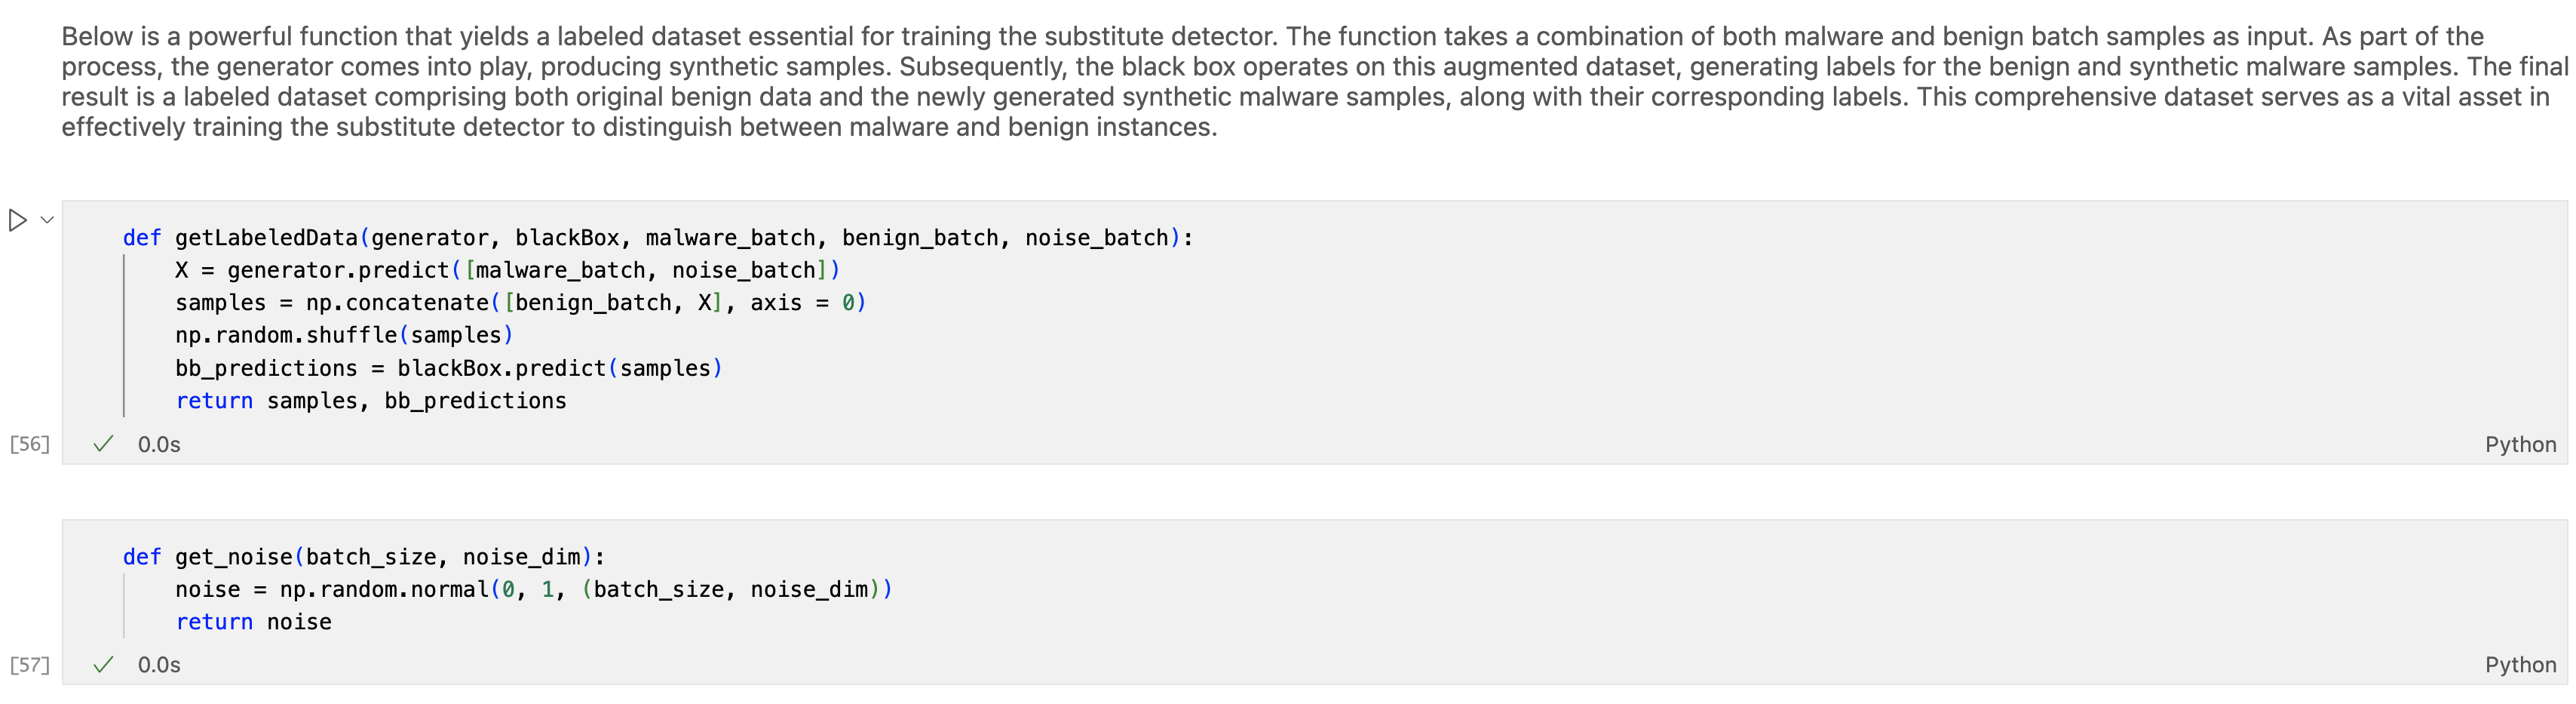 Below is a powerful function that yields a labeled dataset essential for training the substitute detector. The function takes a combination of both malware and benign batch samples as input. As part of the
process, the generator comes into play, producing synthetic samples. Subsequently, the black box operates on this augmented dataset, generating labels for the benign and synthetic malware samples. The final
result is a labeled dataset comprising both original benign data and the newly generated synthetic malware samples, along with their corresponding labels. This comprehensive dataset serves as a vital asset in
effectively training the substitute detector to distinguish between malware and benign instances.
def getLabeledData(generator, blackBox, malware_batch, benign_batch, noise_batch):
    X = generator.predict([malware_batch, noise_batch])
    samples = np.concatenate([benign_batch, X], axis = 0)
    np.random.shuffle(samples)
    bb_predictions = blackBox.predict(samples)
    return samples, bb_predictions
[56] ✓ 0.0s Python
def get_noise(batch_size, noise_dim):
    noise = np.random.normal(0, 1, (batch_size, noise_dim))
    return noise
[57] ✓ 0.0s Python